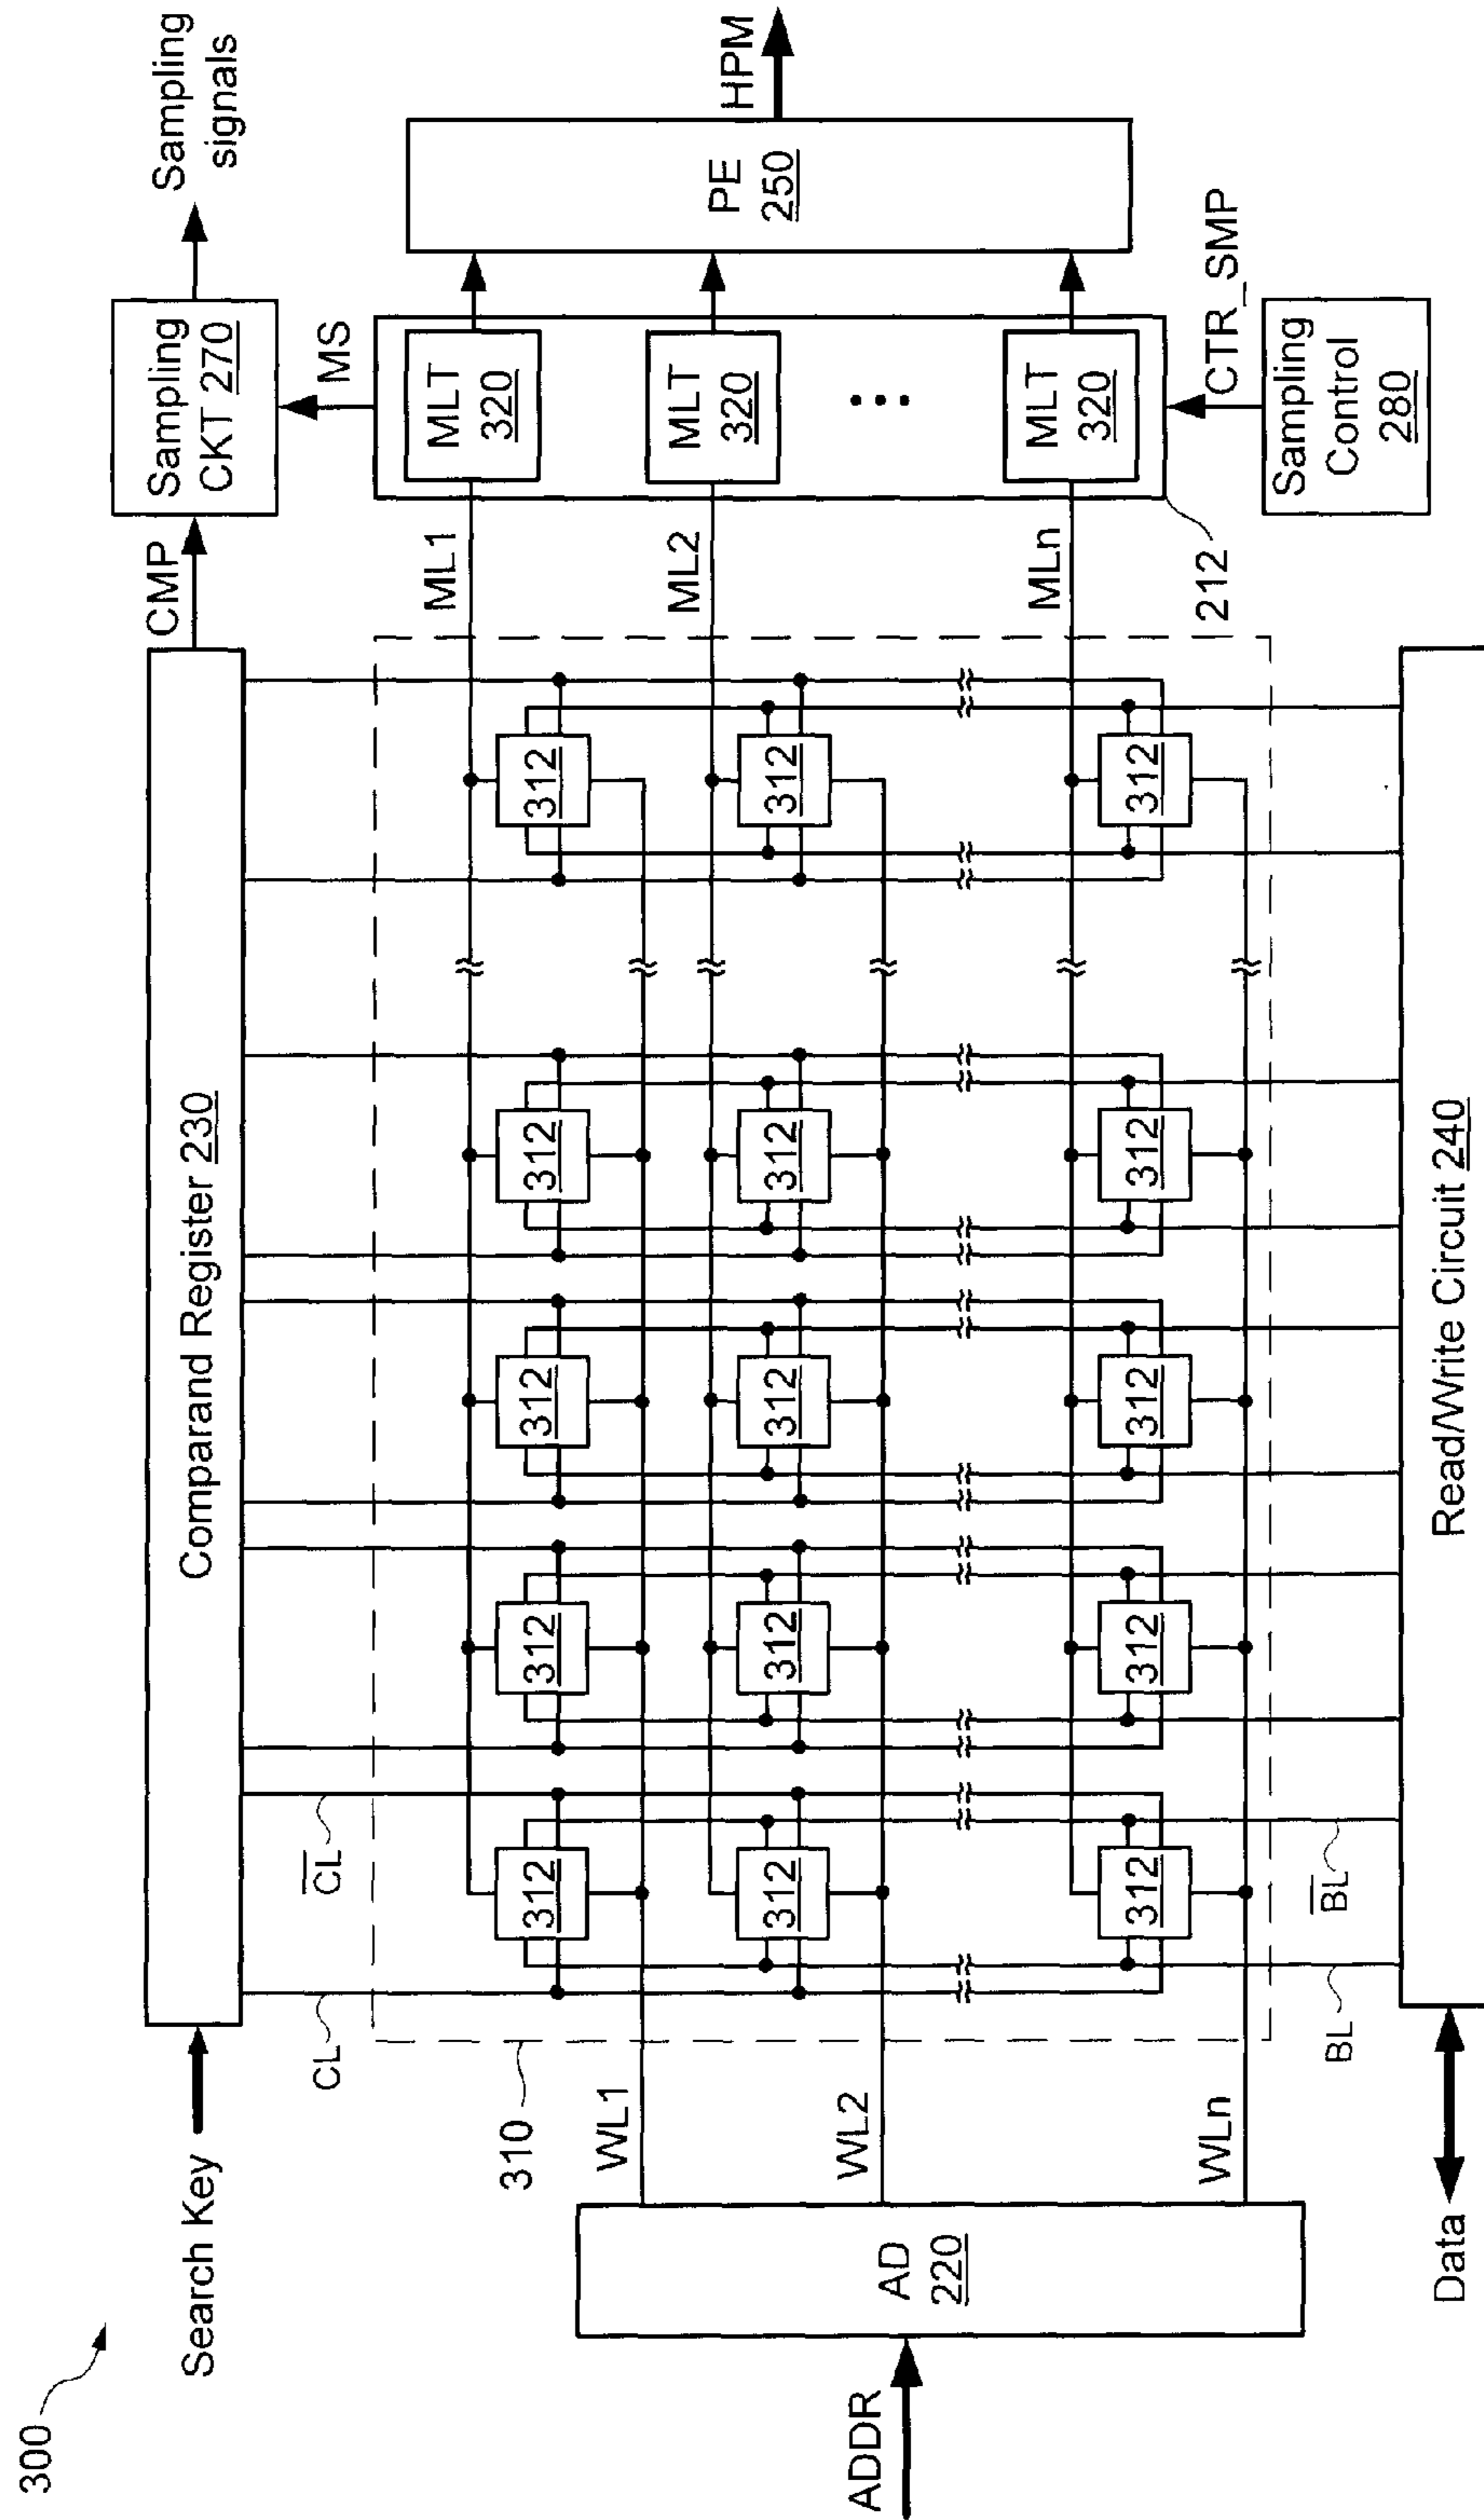 300
Search Key
Comparand Register 230
CMP
Sampling
CKT 270
Sampling
signals
CL
CL
MS
310
ML1
MLT
320
312
312
312
312
312
WL1
ML2
MLT
320
PE
250
HPM
312
312
312
312
312
ADDR
AD
220
WL2
MLn
MLT
320
312
312
312
312
312
WLn
212
CTR_SMP
BL
BL
Sampling
Control
280
Data
Read/Write Circuit 240